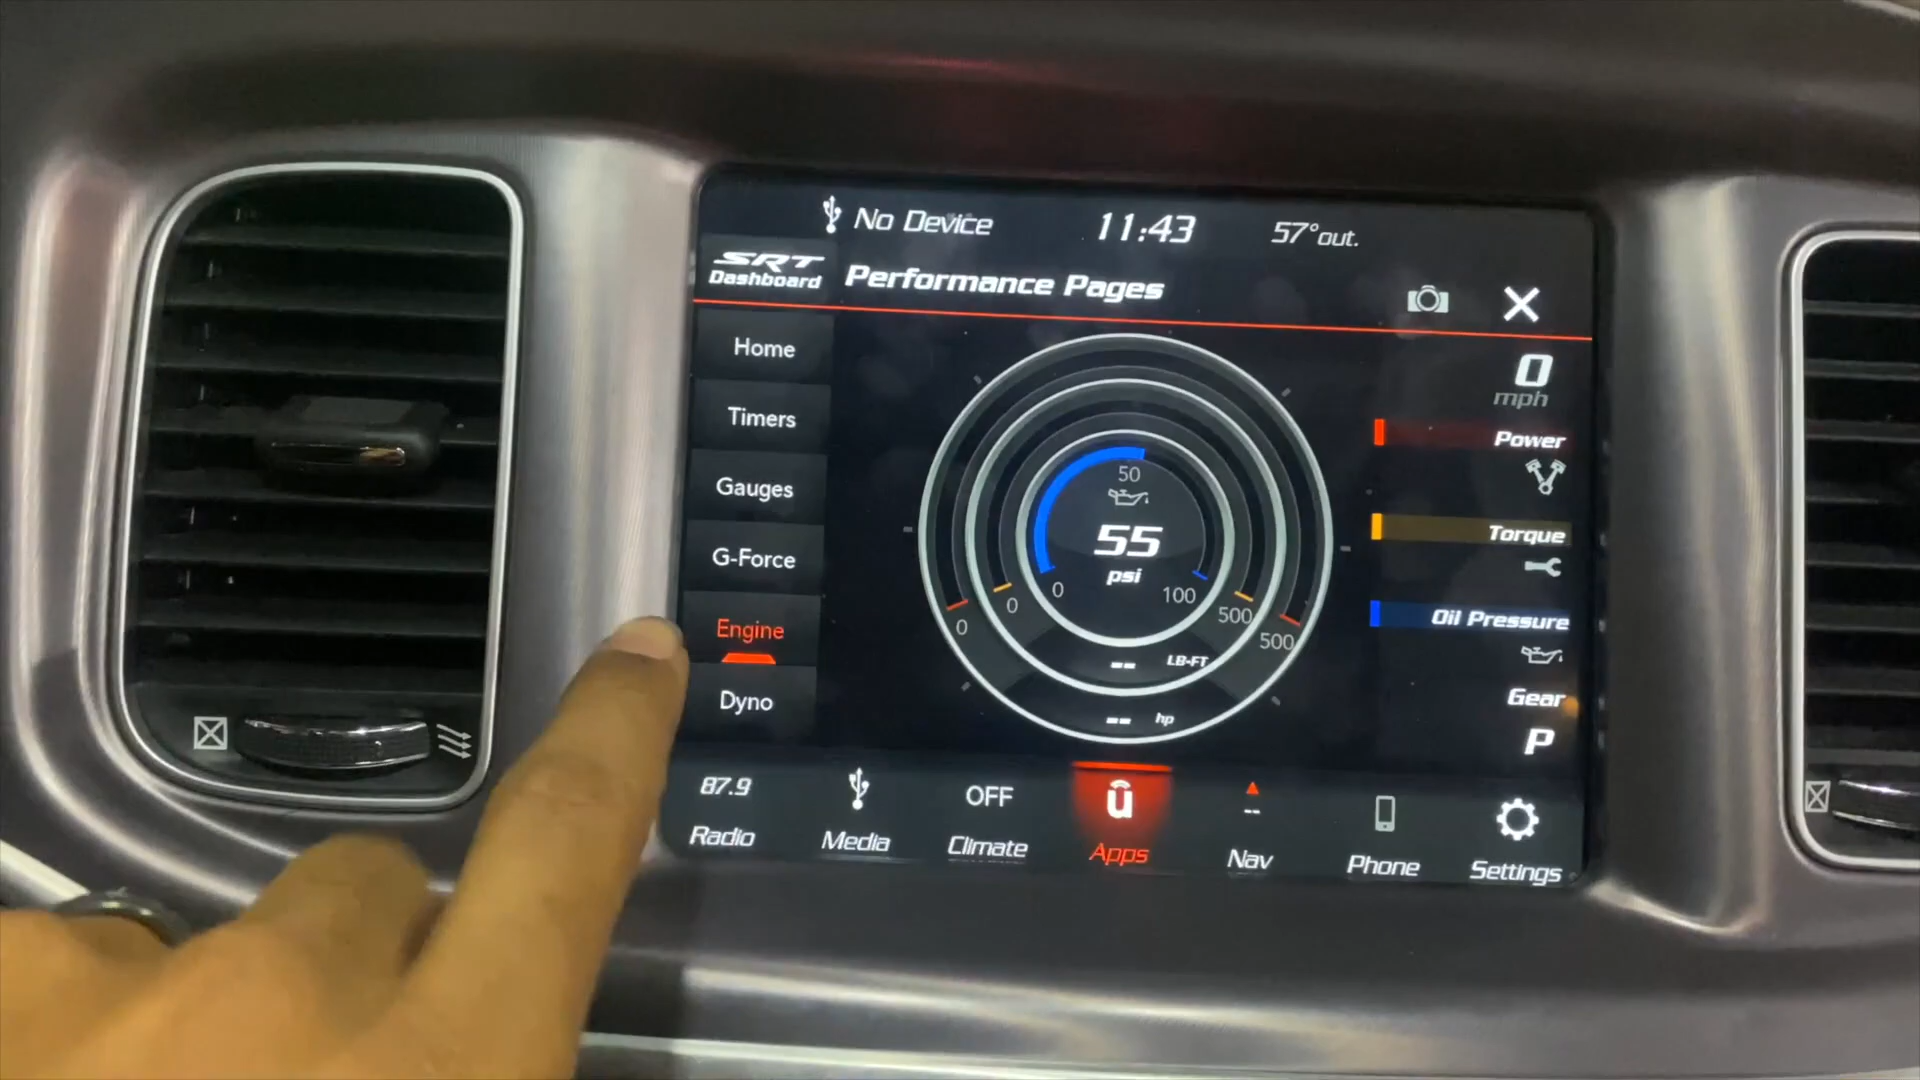 No Device 11:43 57°out.
SRT
Dashboard
Performance Pages
Home
Timers
Gauges
G-Force
Engine
Dyno
50
55
psi
0
100
0
500
0
500
-- LB-FT
-- hp
0
mph
Power
Torque
Oil Pressure
Gear
P
87.9
Radio
Media
OFF
Climate
Apps
--
Nav
Phone
Settings